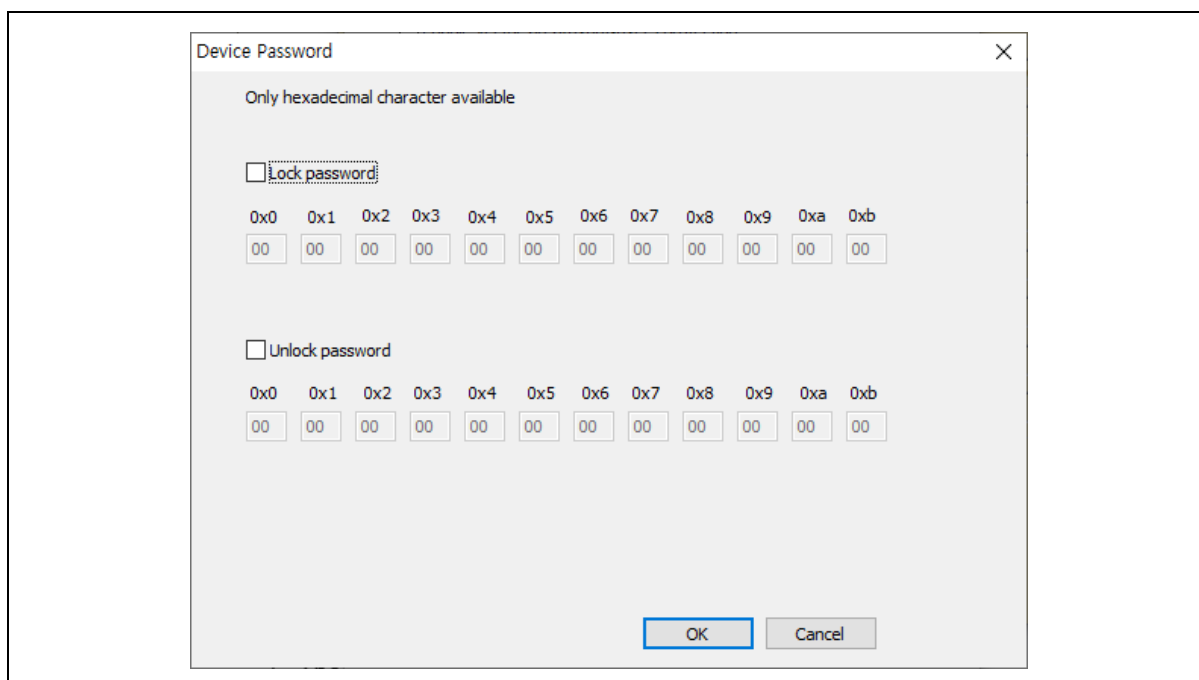 Device Password
Only hexadecimal character available
Lock password
0x0 0x1 0x2 0x3 0x4 0x5 0x6 0x7 0x8 0x9 0xa 0xb
00 00 00 00 00 00 00 00 00 00 00 00
Unlock password
0x0 0x1 0x2 0x3 0x4 0x5 0x6 0x7 0x8 0x9 0xa 0xb
00 00 00 00 00 00 00 00 00 00 00 00
OK Cancel